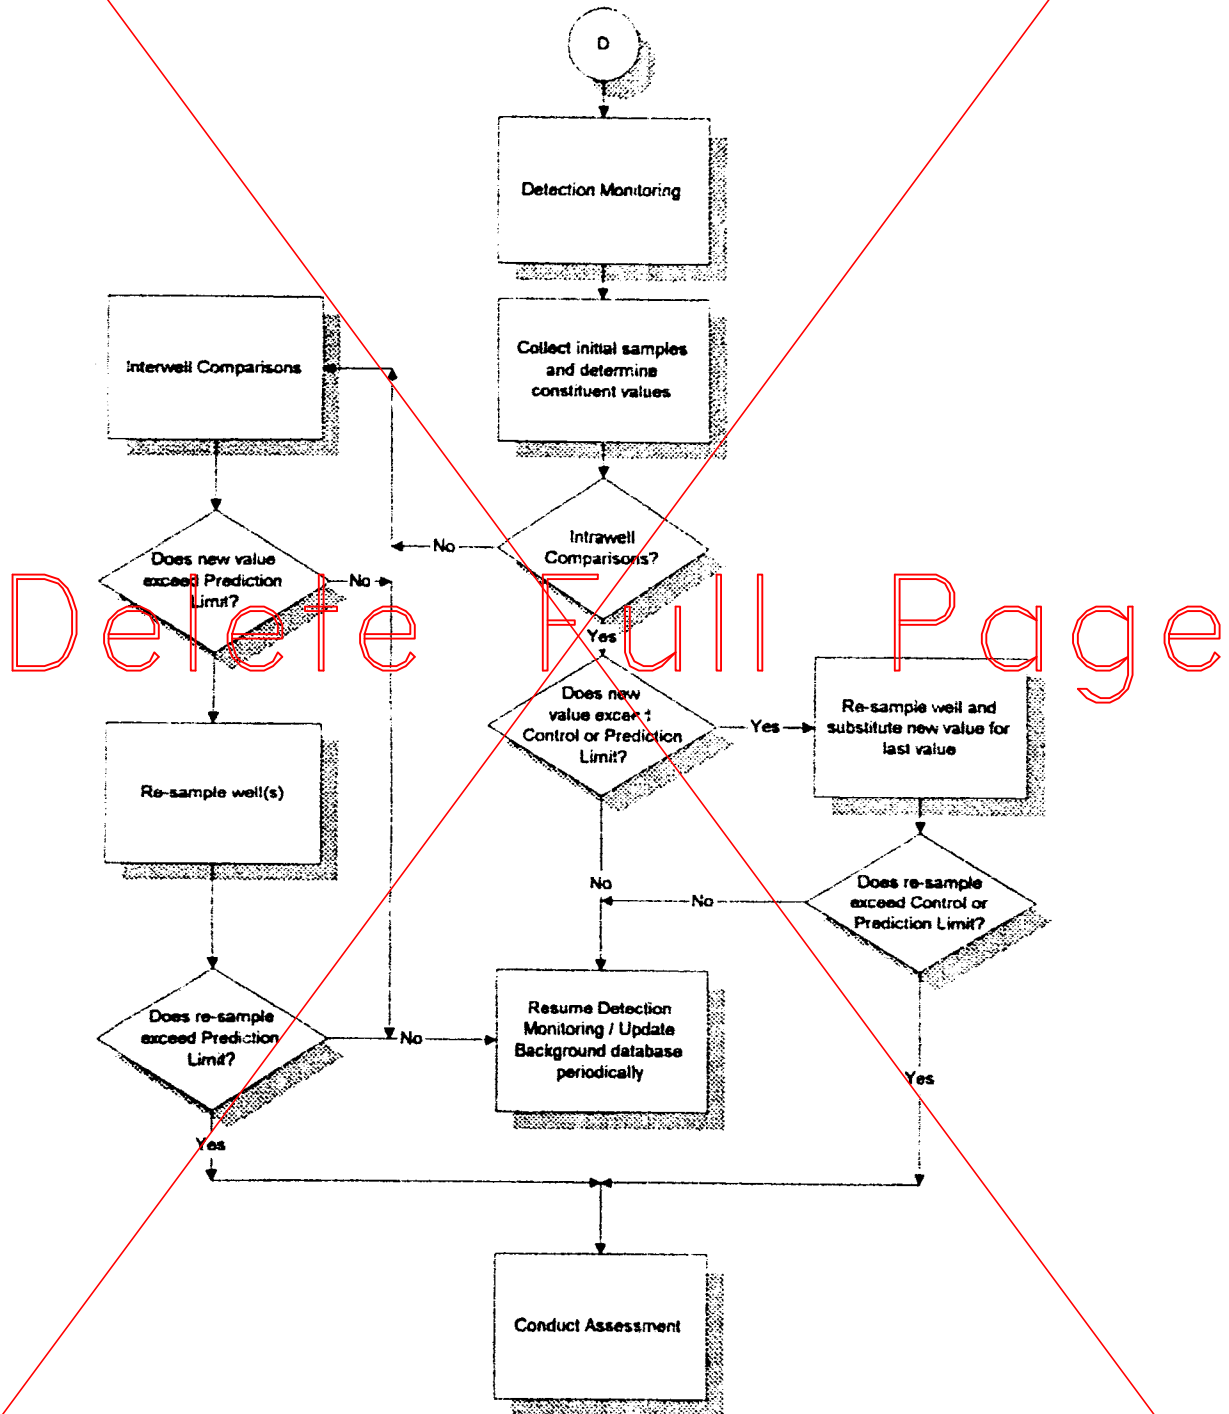 D
Detection Monitoring
Collect initial samples
and determine
constituent values
Interwell Comparisons
Intrawell
Comparisons?
No
Does new value
exceed Prediction
Limit?
No
Delete Full Page
Yes
Does new
value exceed
Control or Prediction
Limit?
Yes
Re-sample well and
substitute new value for
last value
Re-sample well(s)
No
No
Does re-sample
exceed Control or
Prediction Limit?
Does re-sample
exceed Prediction
Limit?
No
Resume Detection
Monitoring / Update
Background database
periodically
Yes
Yes
Conduct Assessment